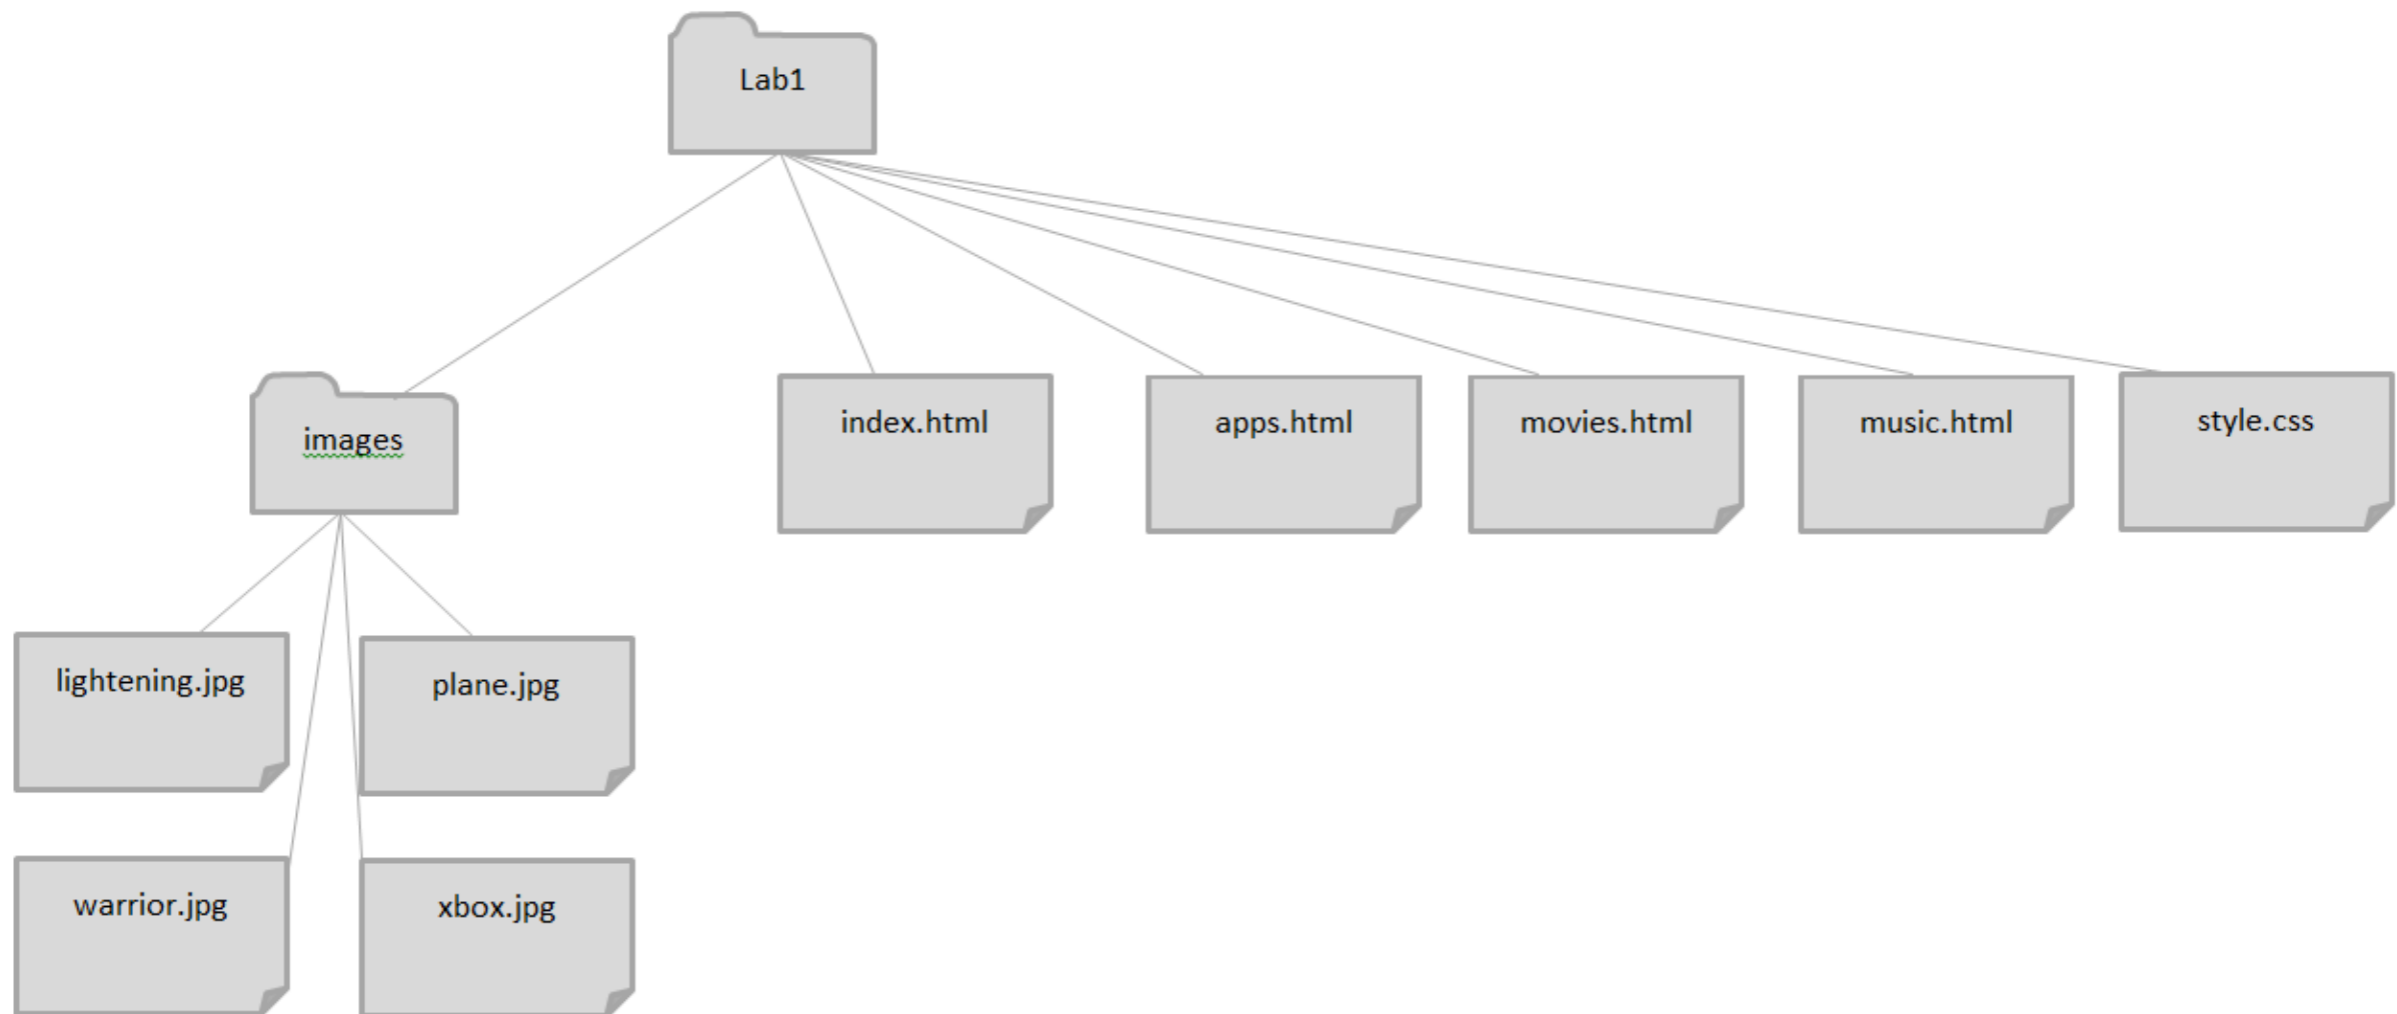 Lab1
images
index.html
apps.html
movies.html
music.html
style.css
lightening.jpg
plane.jpg
warrior.jpg
xbox.jpg